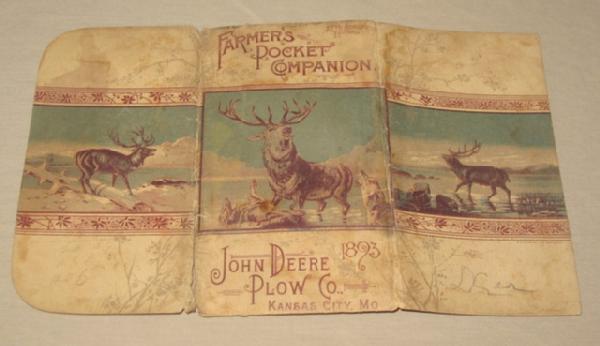 FARMER'S
POCKET
COMPANION
JOHN DEERE 1893
PLOW CO.,
KANSAS CITY, MO